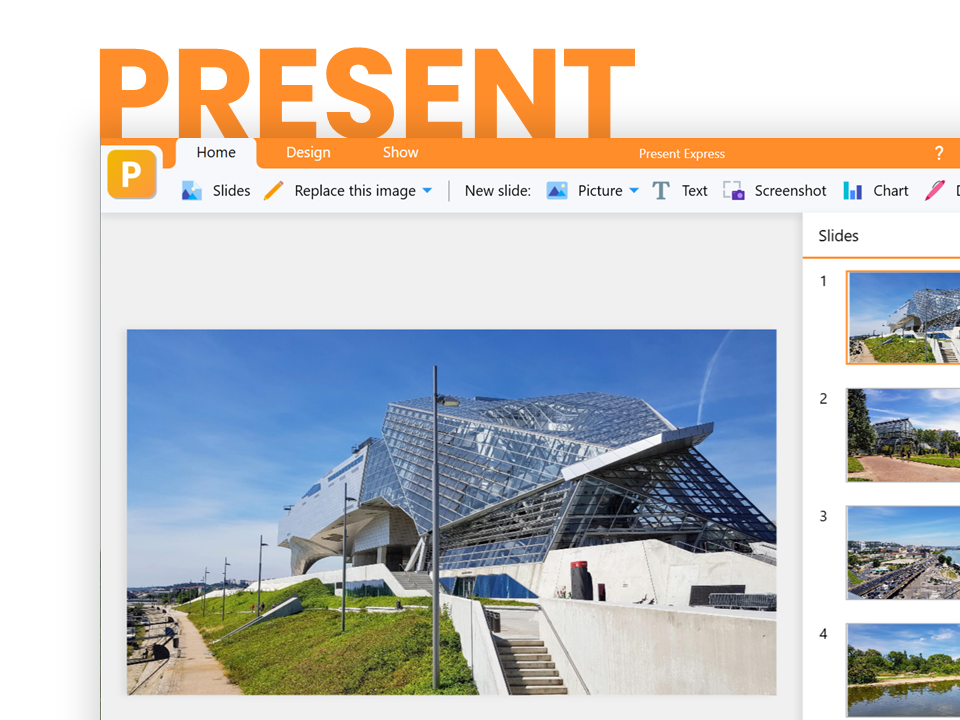 PRESENT
P
Home Design Show Present Express ?
Slides Replace this image New slide: Picture Text Screenshot Chart
Slides
1
2
3
4